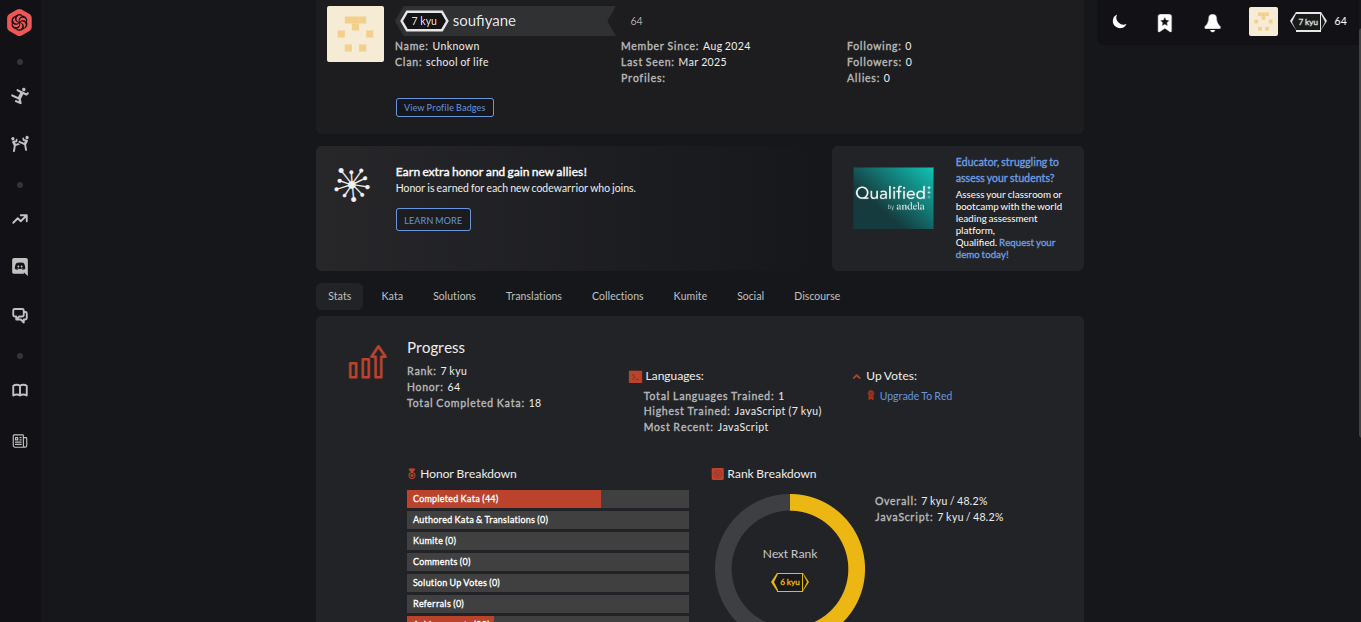 7 kyu soufiyane 64
7 kyu 64
Name: Unknown
Clan: school of life
Member Since: Aug 2024
Last Seen: Mar 2025
Profiles:
Following: 0
Followers: 0
Allies: 0
View Profile Badges
Earn extra honor and gain new allies!
Honor is earned for each new codewarrior who joins.
LEARN MORE
Qualified
by andela
Educator, struggling to
assess your students?
Assess your classroom or
bootcamp with the world
leading assessment
platform,
Qualified. Request your
demo today!
Stats Kata Solutions Translations Collections Kumite Social Discourse
Progress
Rank: 7 kyu
Honor: 64
Total Completed Kata: 18
Languages:
Total Languages Trained: 1
Highest Trained: JavaScript (7 kyu)
Most Recent: JavaScript
Up Votes:
Upgrade To Red
Honor Breakdown
Completed Kata (44)
Authored Kata & Translations (0)
Kumite (0)
Comments (0)
Solution Up Votes (0)
Referrals (0)
Rank Breakdown
Next Rank
6 kyu
Overall: 7 kyu / 48.2%
JavaScript: 7 kyu / 48.2%